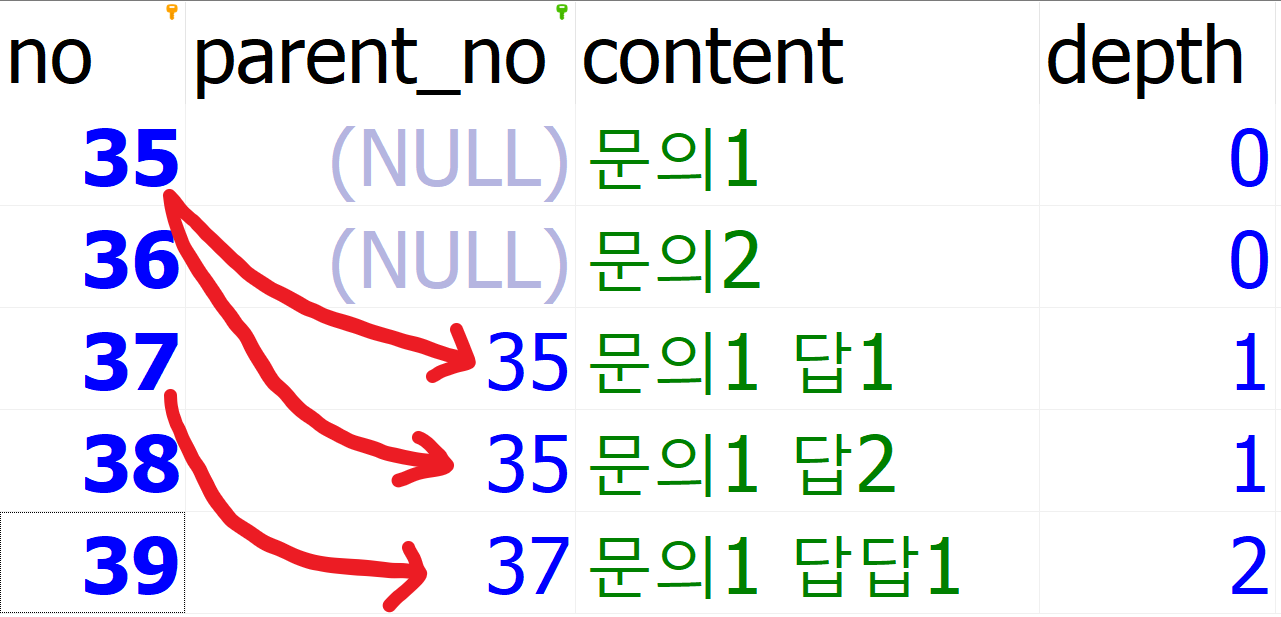 no parent_no content depth
35 (NULL) 문의1 0
36 (NULL) 문의2 0
37 35 문의1 답1 1
38 35 문의1 답2 1
39 37 문의1 답답1 2